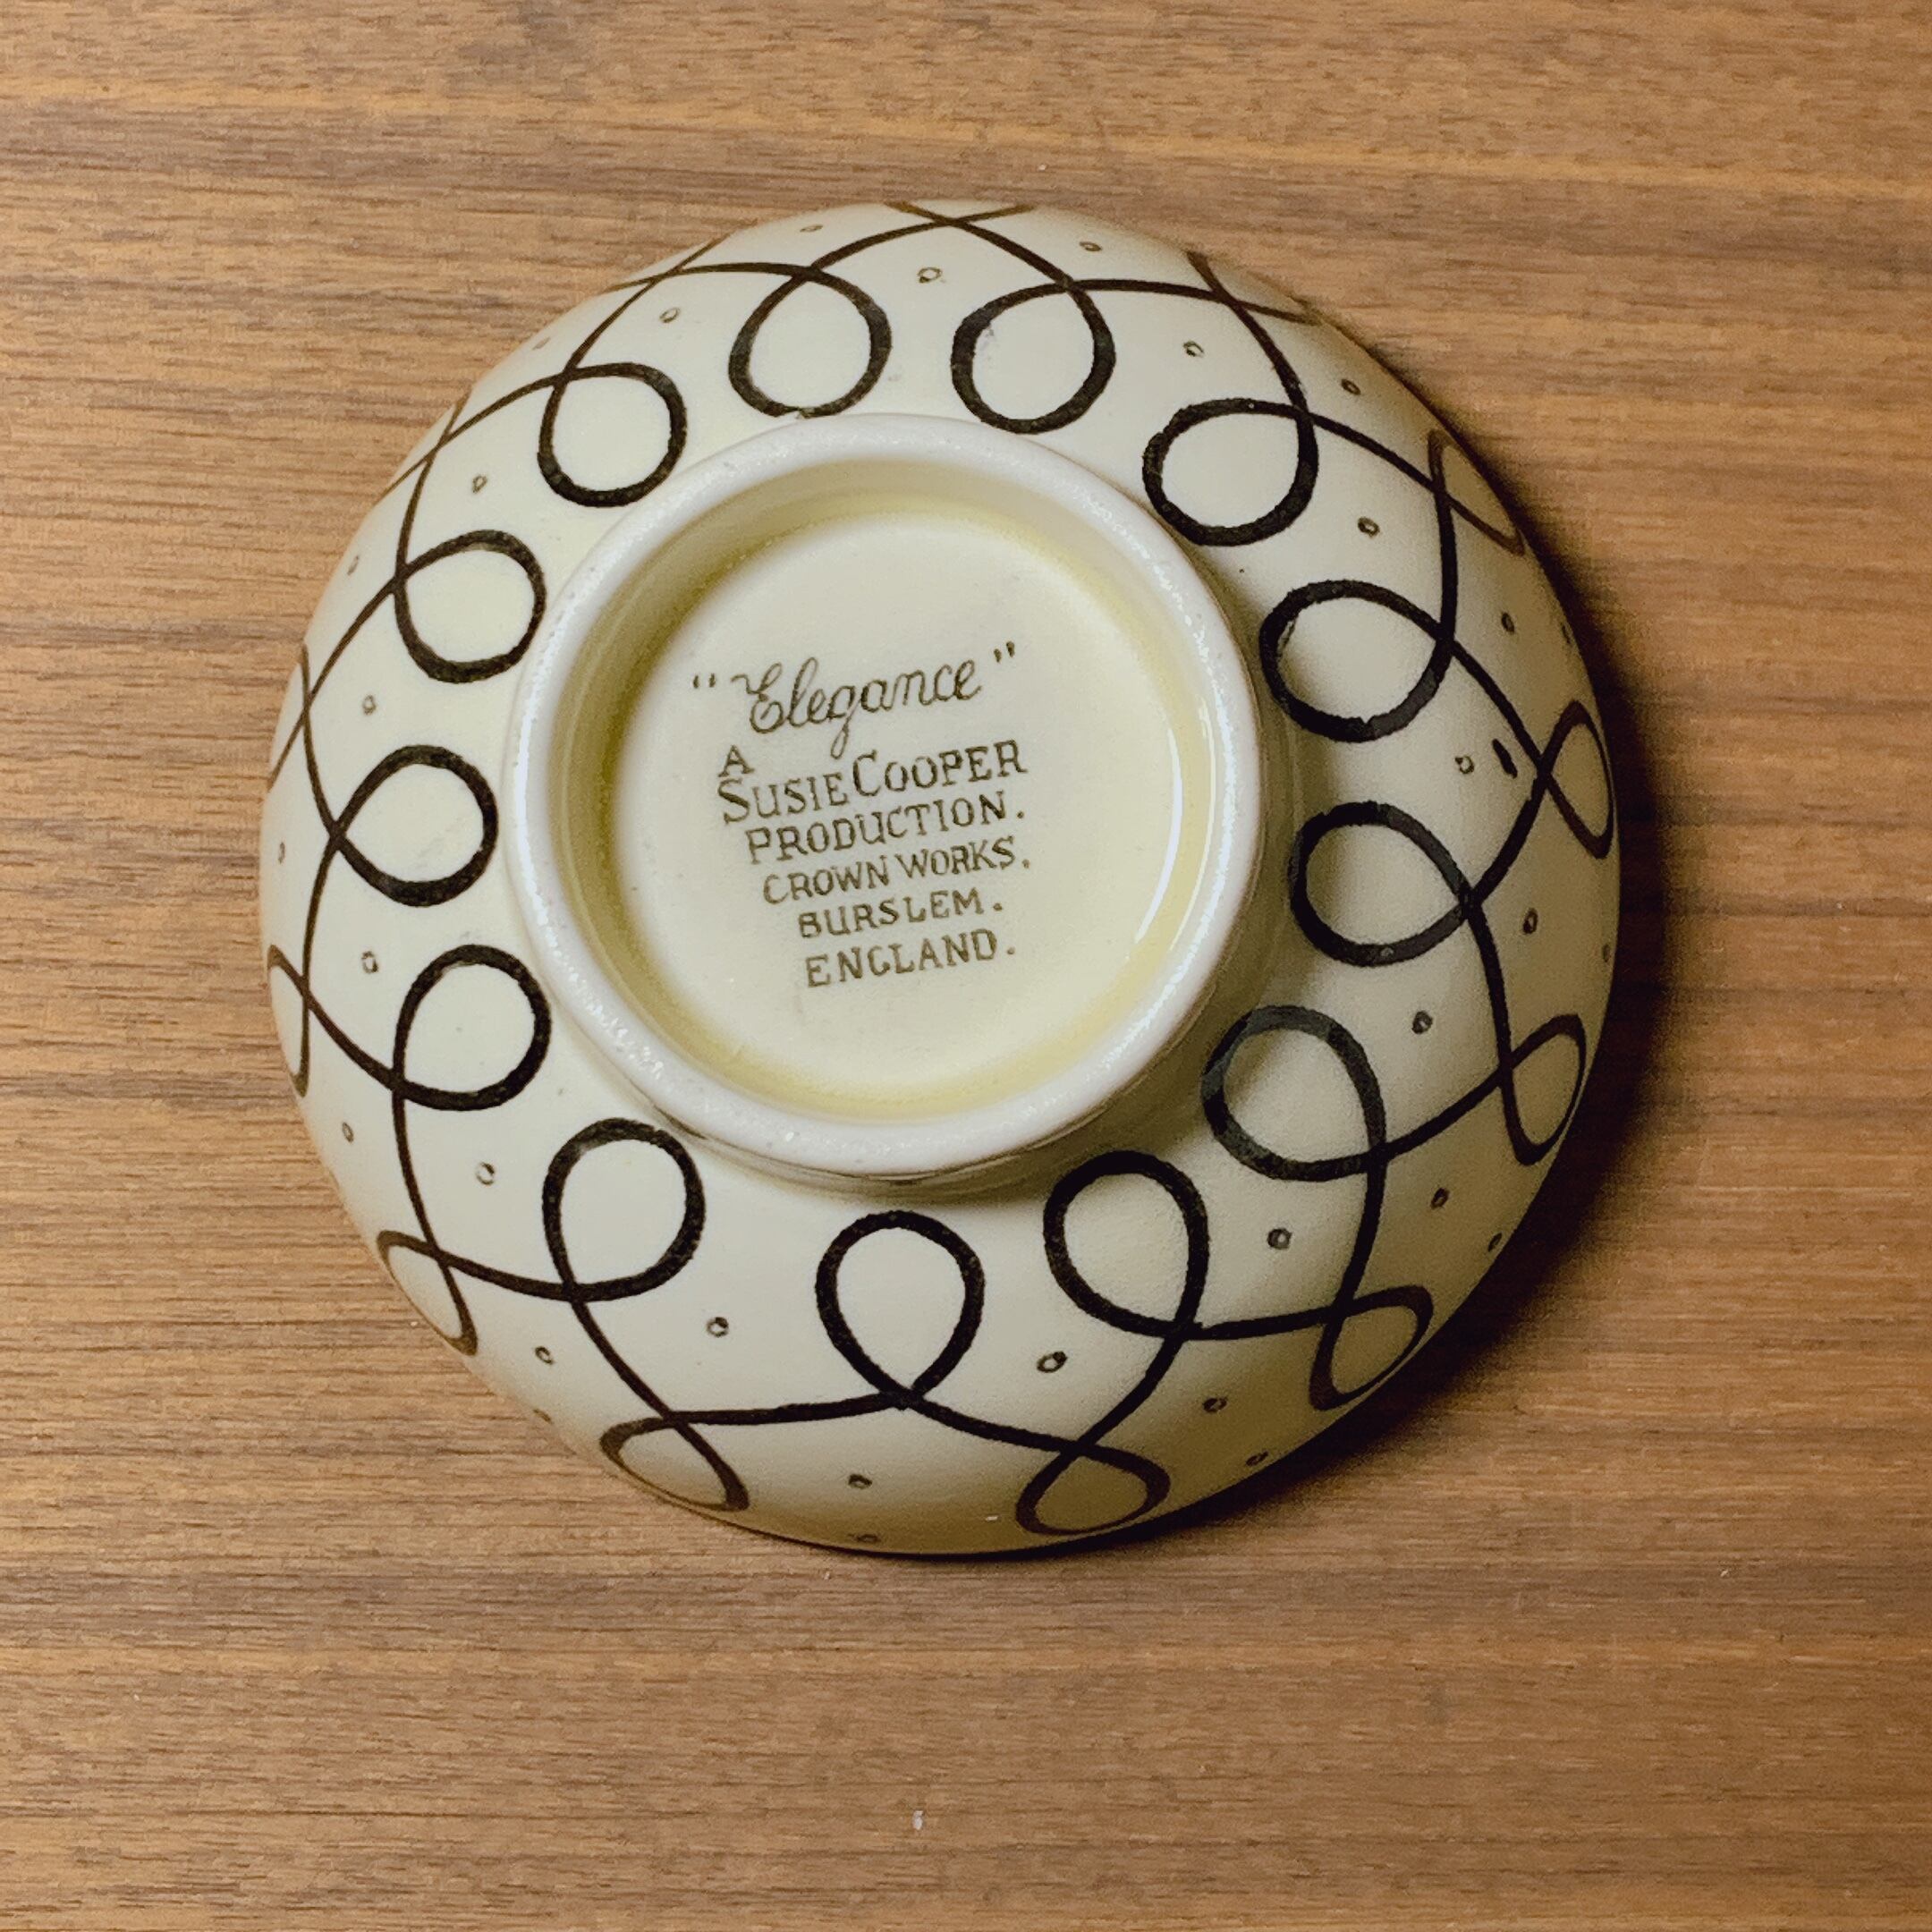 "Elegance"
A
SUSIE COOPER
PRODUCTION.
CROWN WORKS.
BURSLEM.
ENGLAND.